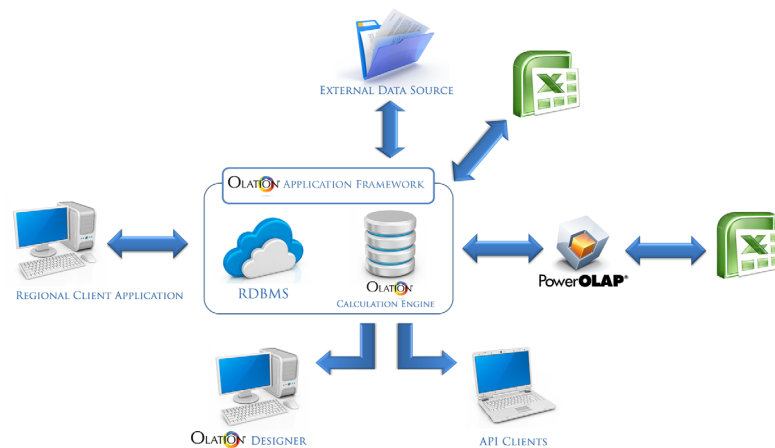 EXTERNAL DATA SOURCE
OLATION® APPLICATION FRAMEWORK
RDBMS
OLATION®
CALCULATION ENGINE
REGIONAL CLIENT APPLICATION
PowerOLAP®
OLATION® DESIGNER
API CLIENTS